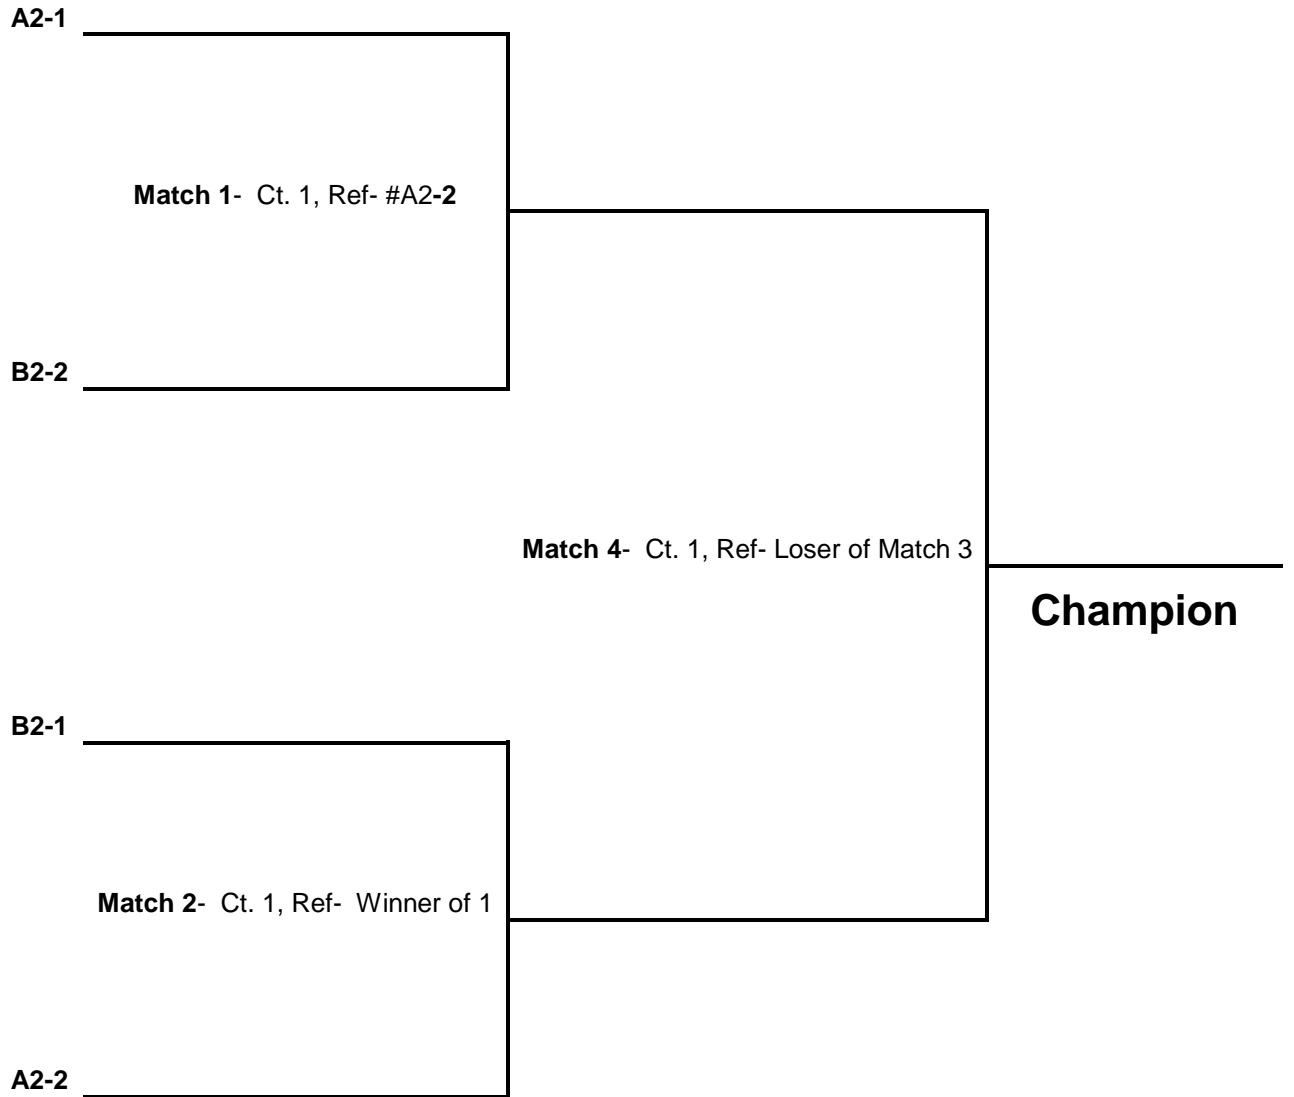 A2-1
Match 1-  Ct. 1, Ref- #A2-2
B2-2
Match 4-  Ct. 1, Ref- Loser of Match 3
Champion
B2-1
Match 2-  Ct. 1, Ref-  Winner of 1
A2-2